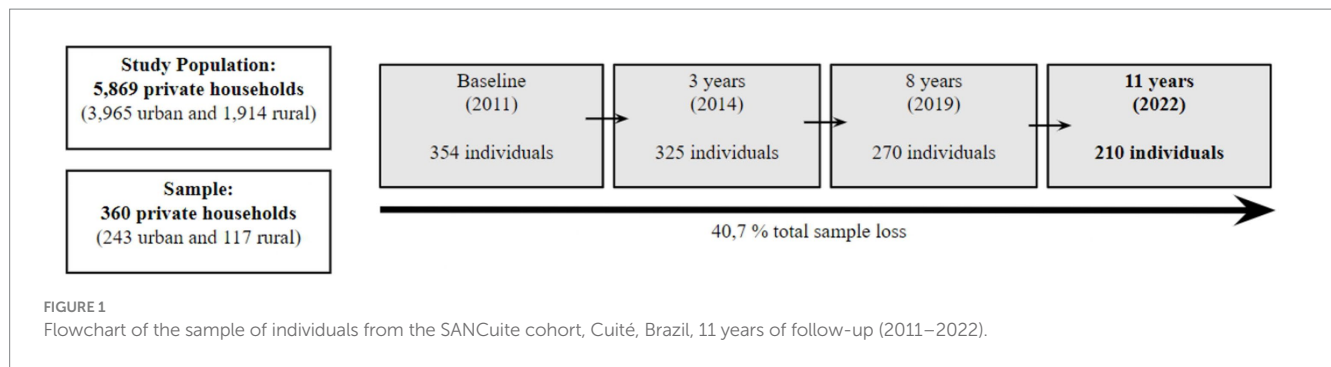 Study Population:
5,869 private households
(3,965 urban and 1,914 rural)
Sample:
360 private households
(243 urban and 117 rural)
Baseline
(2011)
354 individuals
3 years
(2014)
325 individuals
8 years
(2019)
270 individuals
11 years
(2022)
210 individuals
40,7 % total sample loss
FIGURE 1
Flowchart of the sample of individuals from the SANCuite cohort, Cuité, Brazil, 11 years of follow-up (2011–2022).